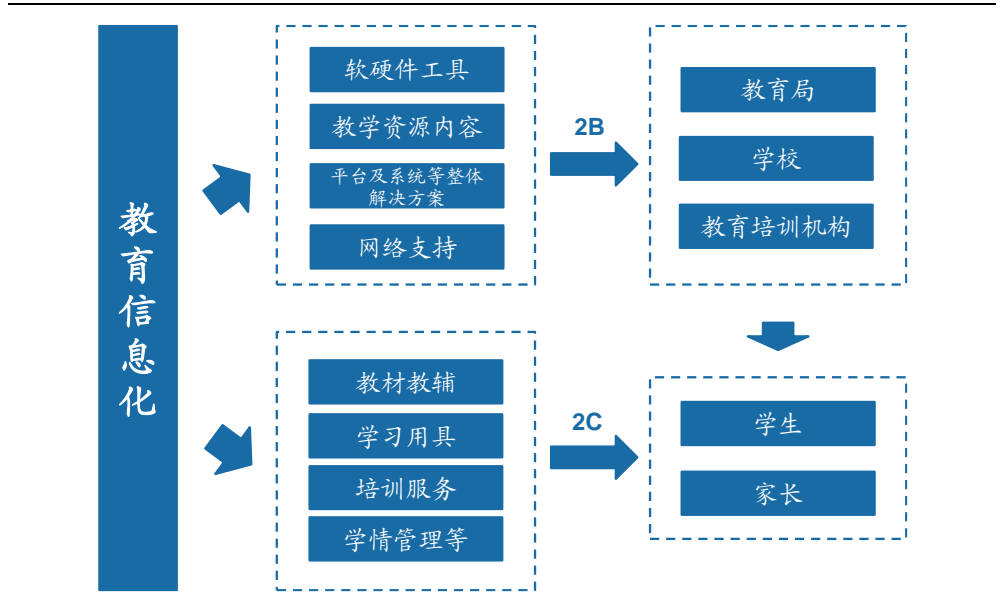 教育信息化
软硬件工具
教学资源内容
平台及系统等整体
解决方案
网络支持
2B
教育局
学校
教育培训机构
教材教辅
学习用具
培训服务
学情管理等
2C
学生
家长